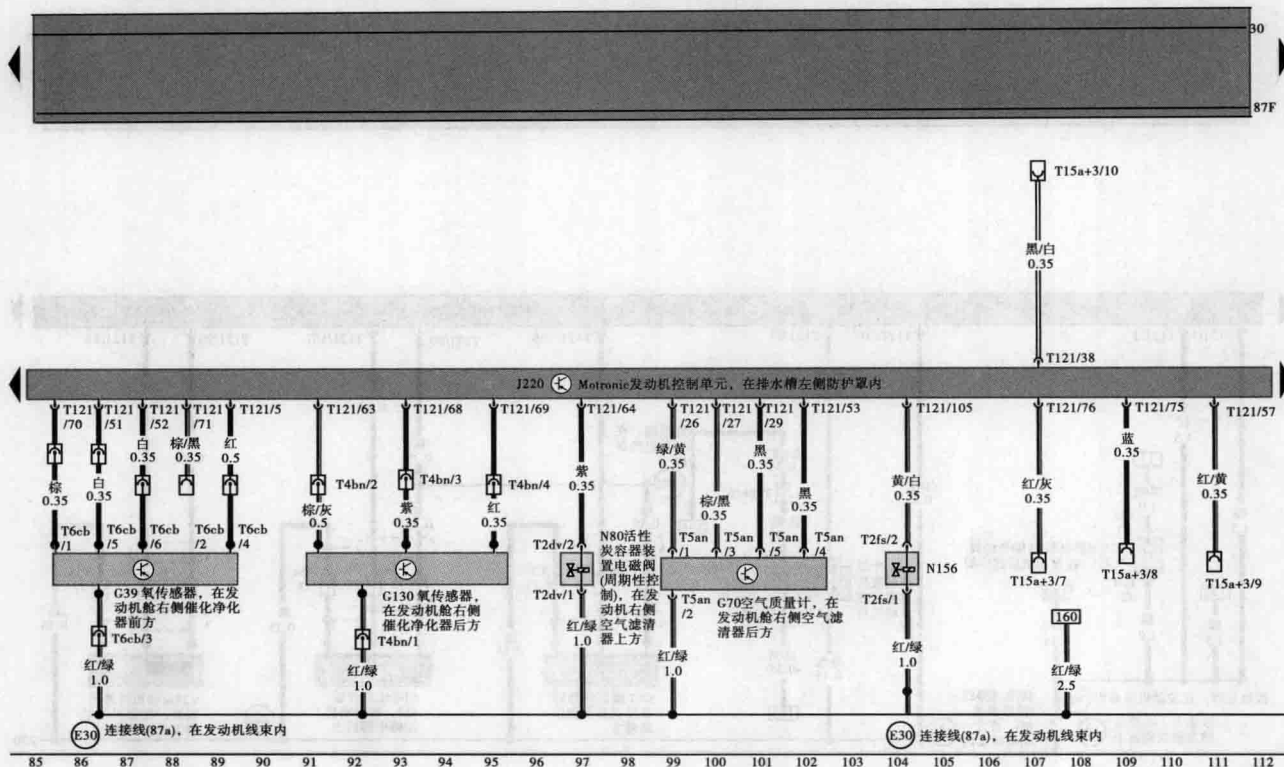 30
87F
T15a+3/10
黑/白
0.35
T121/38
J220 Motronic发动机控制单元，在排水槽左侧防护罩内
T121
/70
T121
/51
T121
/52
T121
/71
T121/5
T121/63
T121/68
T121/69
T121/64
T121
/26
T121
/27
T121
/29
T121/53
T121/105
T121/76
T121/75
T121/57
棕
0.35
白
0.35
白
0.35
棕/黑
0.35
红
0.5
T4bn/2
棕/灰
0.5
T4bn/3
紫
0.35
T4bn/4
红
0.35
紫
0.35
绿/黄
0.35
棕/黑
0.35
黑
0.35
黑
0.35
黄/白
0.35
红/灰
0.35
蓝
0.35
红/黄
0.35
T6cb
/1
T6cb
/5
T6cb
/6
T6cb
/2
T6cb
/4
T2dv/2
T2dv/1
T5an
/1
T5an
/3
T5an
/5
T5an
/4
T2fs/2
N156
T2fs/1
T15a+3/7
T15a+3/8
T15a+3/9
G39 氧传感器，在发
动机舱右侧催化净化
器前方
T6cb/3
红/绿
1.0
G130 氧传感器，
在发动机舱右侧
催化净化器后方
T4bn/1
红/绿
1.0
红/绿
1.0
N80活性
炭容器装
置电磁阀
(周期性控
制)，在发
动机右侧
空气滤清
器上方
T5an
/2
红/绿
1.0
G70空气质量计，在
发动机舱右侧空气滤
清器后方
红/绿
1.0
160
红/绿
2.5
E30 连接线(87a)，在发动机线束内
E30 连接线(87a)，在发动机线束内
85 86 87 88 89 90 91 92 93 94 95 96 97 98 99 100 101 102 103 104 105 106 107 108 109 110 111 112